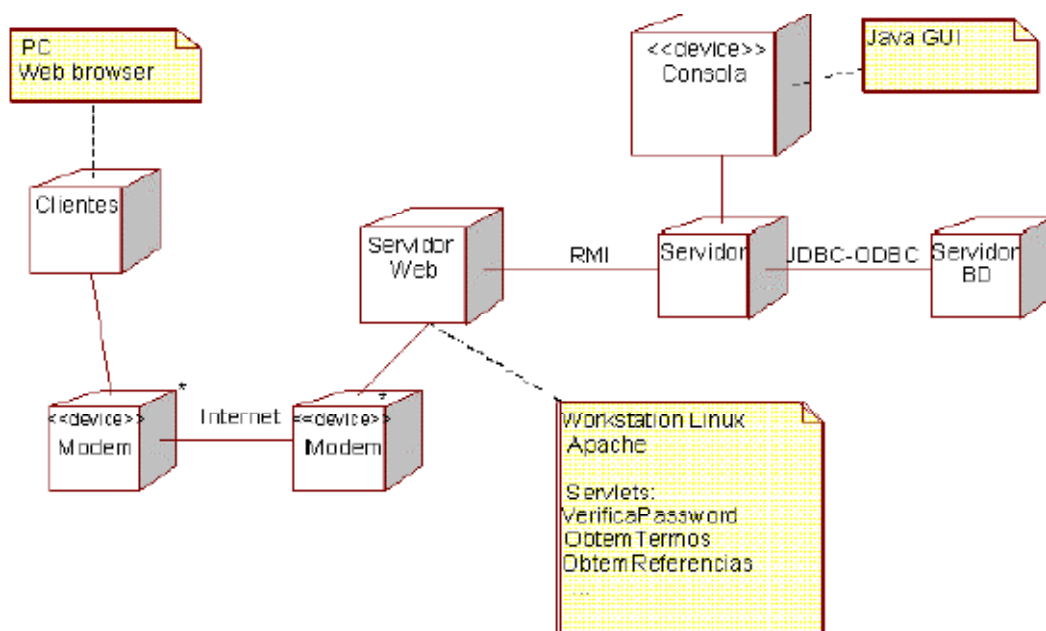 PC
Web browser
<<device>>
Consola
Java GUI
Clientes
Servidor
Web
RMI
Servidor
JDBC-ODBC
Servidor
BD
<<device>>
Modem
*
Internet
<<device>>
Modem
*
Workstation Linux
Apache
Servlets:
VerificaPassword
ObtemTermos
ObtemReferencias
...